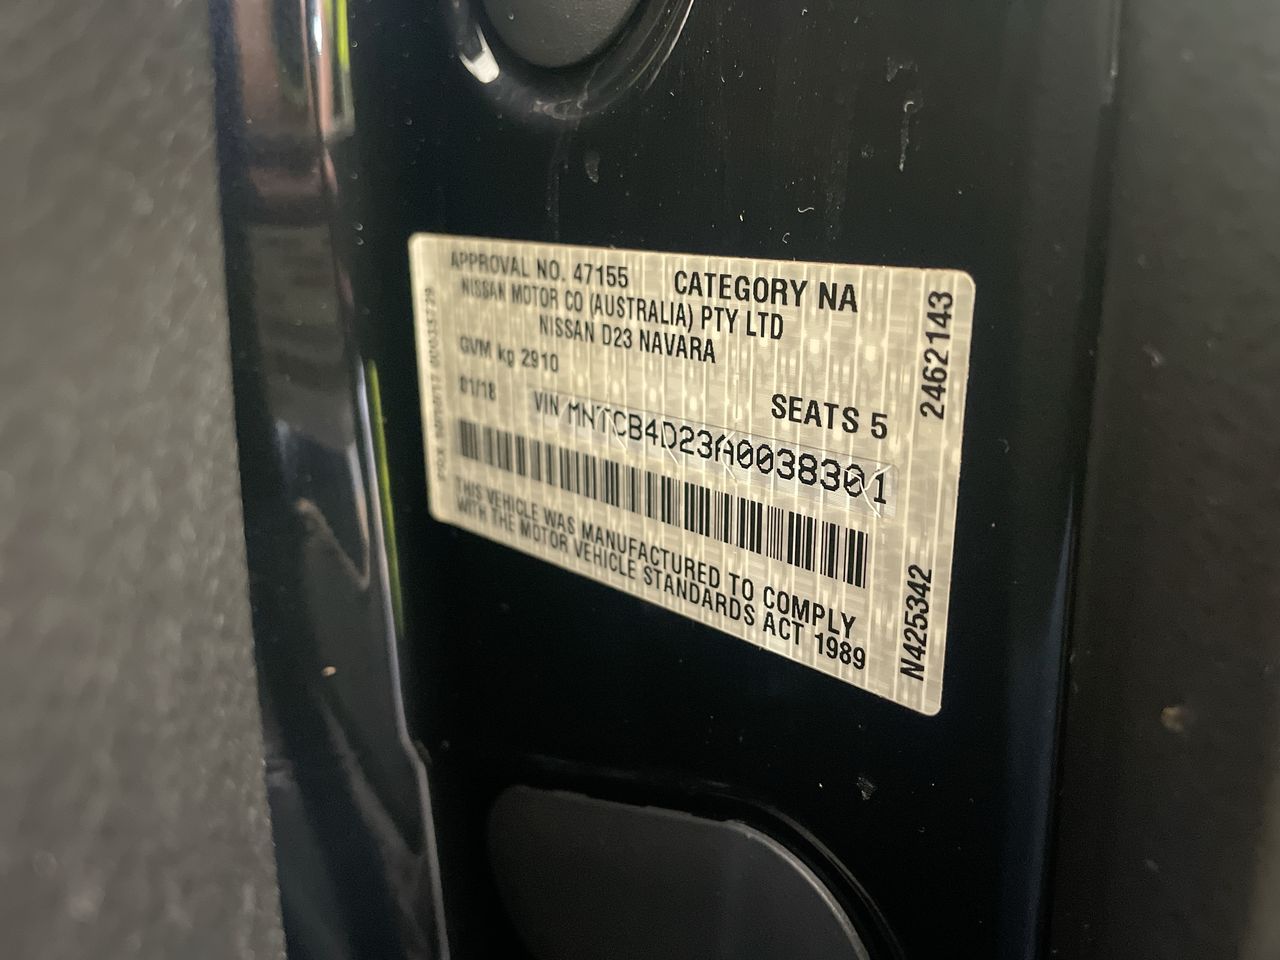 APPROVAL NO. 47155 CATEGORY NA
NISSAN MOTOR CO (AUSTRALIA) PTY LTD
NISSAN D23 NAVARA
GVM kg 2910
01/18 SEATS 5
VIN MNTCB4D23A0038301
THIS VEHICLE WAS MANUFACTURED TO COMPLY
WITH THE MOTOR VEHICLE STANDARDS ACT 1989
2462143
N425342